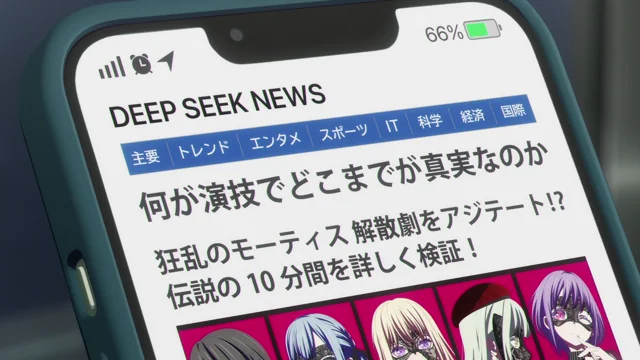 66%
DEEP SEEK NEWS
主要 トレンド エンタメ スポーツ IT 科学 経済 国際
何が演技でどこまでが真実なのか
狂乱のモーティス 解散劇をアジテート!?
伝説の 10 分間を詳しく検証！